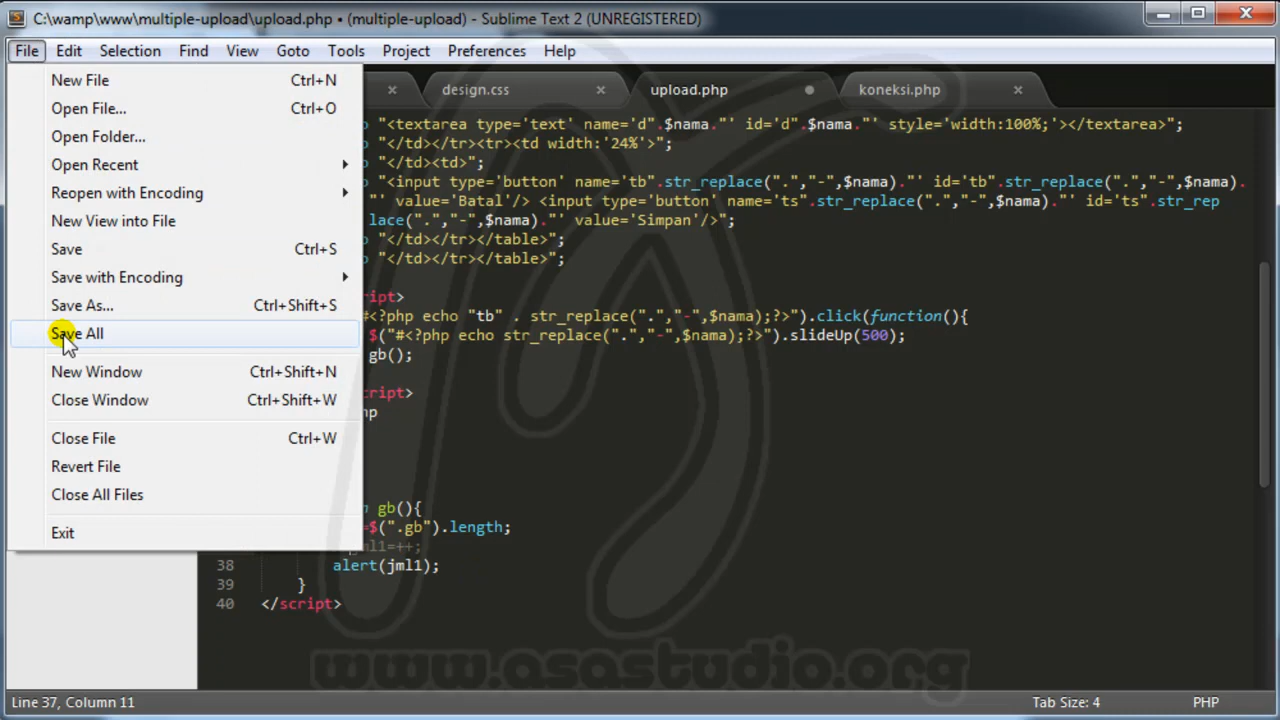 C:\wamp\www\multiple-upload\upload.php • (multiple-upload) - Sublime Text 2 (UNREGISTERED)
File Edit Selection Find View Goto Tools Project Preferences Help
New File Ctrl+N
Open File... Ctrl+O
Open Folder...
Open Recent
Reopen with Encoding
New View into File
Save Ctrl+S
Save with Encoding
Save As... Ctrl+Shift+S
Save All
New Window Ctrl+Shift+N
Close Window Ctrl+Shift+W
Close File Ctrl+W
Revert File
Close All Files
Exit
design.css upload.php koneksi.php
"<textarea type='text' name='d".$nama."' id='d".$nama."' style='width:100%;'></textarea>";
"</td></tr><tr><td width:'24%'>";
"</td><td>";
"<input type='button' name='tb".str_replace(".","-",$nama)."' id='tb".str_replace(".","-",$nama).
"' value='Batal'/> <input type='button' name='ts".str_replace(".","-",$nama)."' id='ts".str_rep
lace(".","-",$nama)."' value='Simpan'/>";
"</td></tr></table>";
"</td></tr></table>";
ript>
#<?php echo "tb" . str_replace(".","-",$nama);?>").click(function(){
$("#<?php echo str_replace(".","-",$nama);?>").slideUp(500);
gb();
ript>
hp
n gb(){
=$(".gb").length;
jml1=++;
38 alert(jml1);
39 }
40 </script>
www.asastudio.org
Line 37, Column 11 Tab Size: 4 PHP